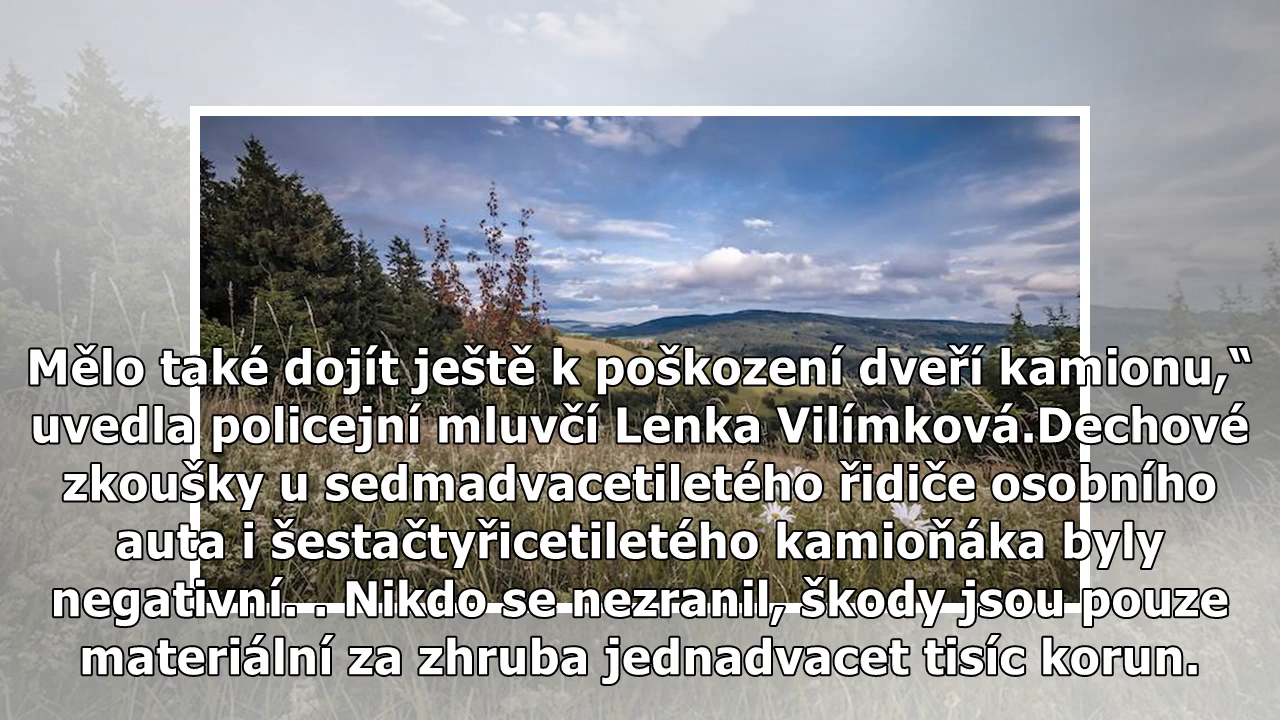 Mělo také dojít ještě k poškození dveří kamionu,“
uvedla policejní mluvčí Lenka Vilímková.Dechové
zkoušky u sedmadvacetiletého řidiče osobního
auta i šestačtyřicetiletého kamioňáka byly
negativní. . Nikdo se nezranil, škody jsou pouze
materiální za zhruba jednadvacet tisíc korun.